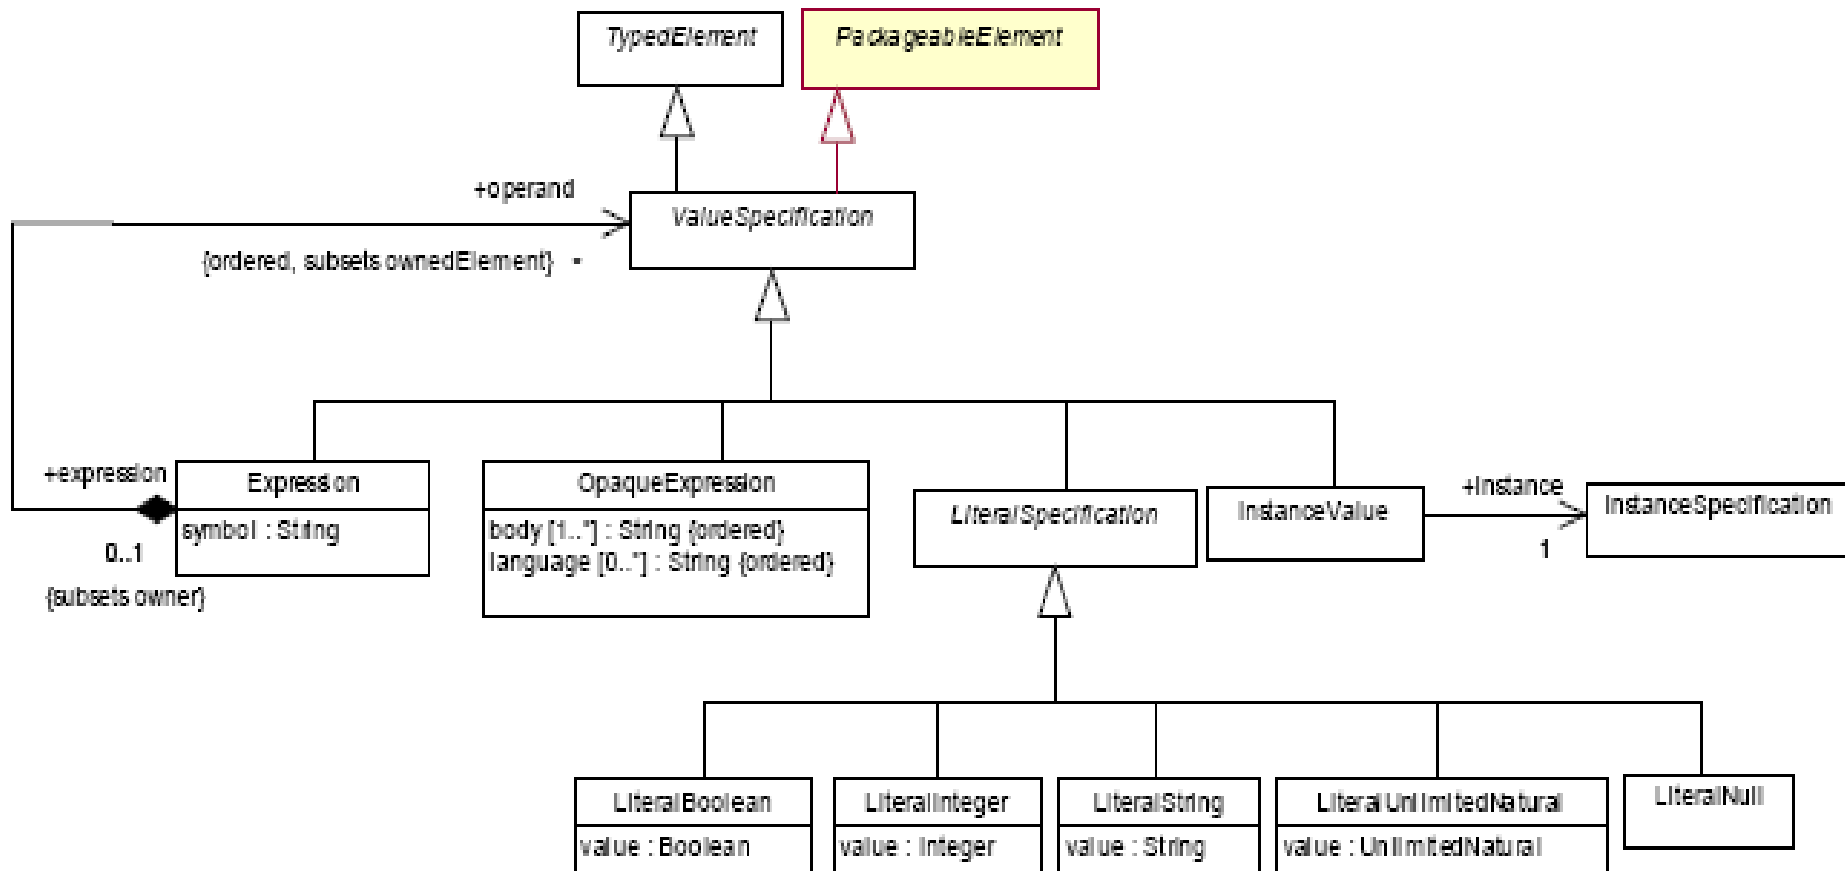 TypedElement
PackageableElement
+operand
ValueSpecification
{ordered, subsets ownedElement} *
+expression
Expression
symbol : String
0..1
{subsets owner}
OpaqueExpression
body [1..*] : String {ordered}
language [0..*] : String {ordered}
LiteralSpecification
InstanceValue
+instance
1
InstanceSpecification
LiteralBoolean
value : Boolean
LiteralInteger
value : Integer
LiteralString
value : String
LiteralUnlimitedNatural
value : UnlimitedNatural
LiteralNull